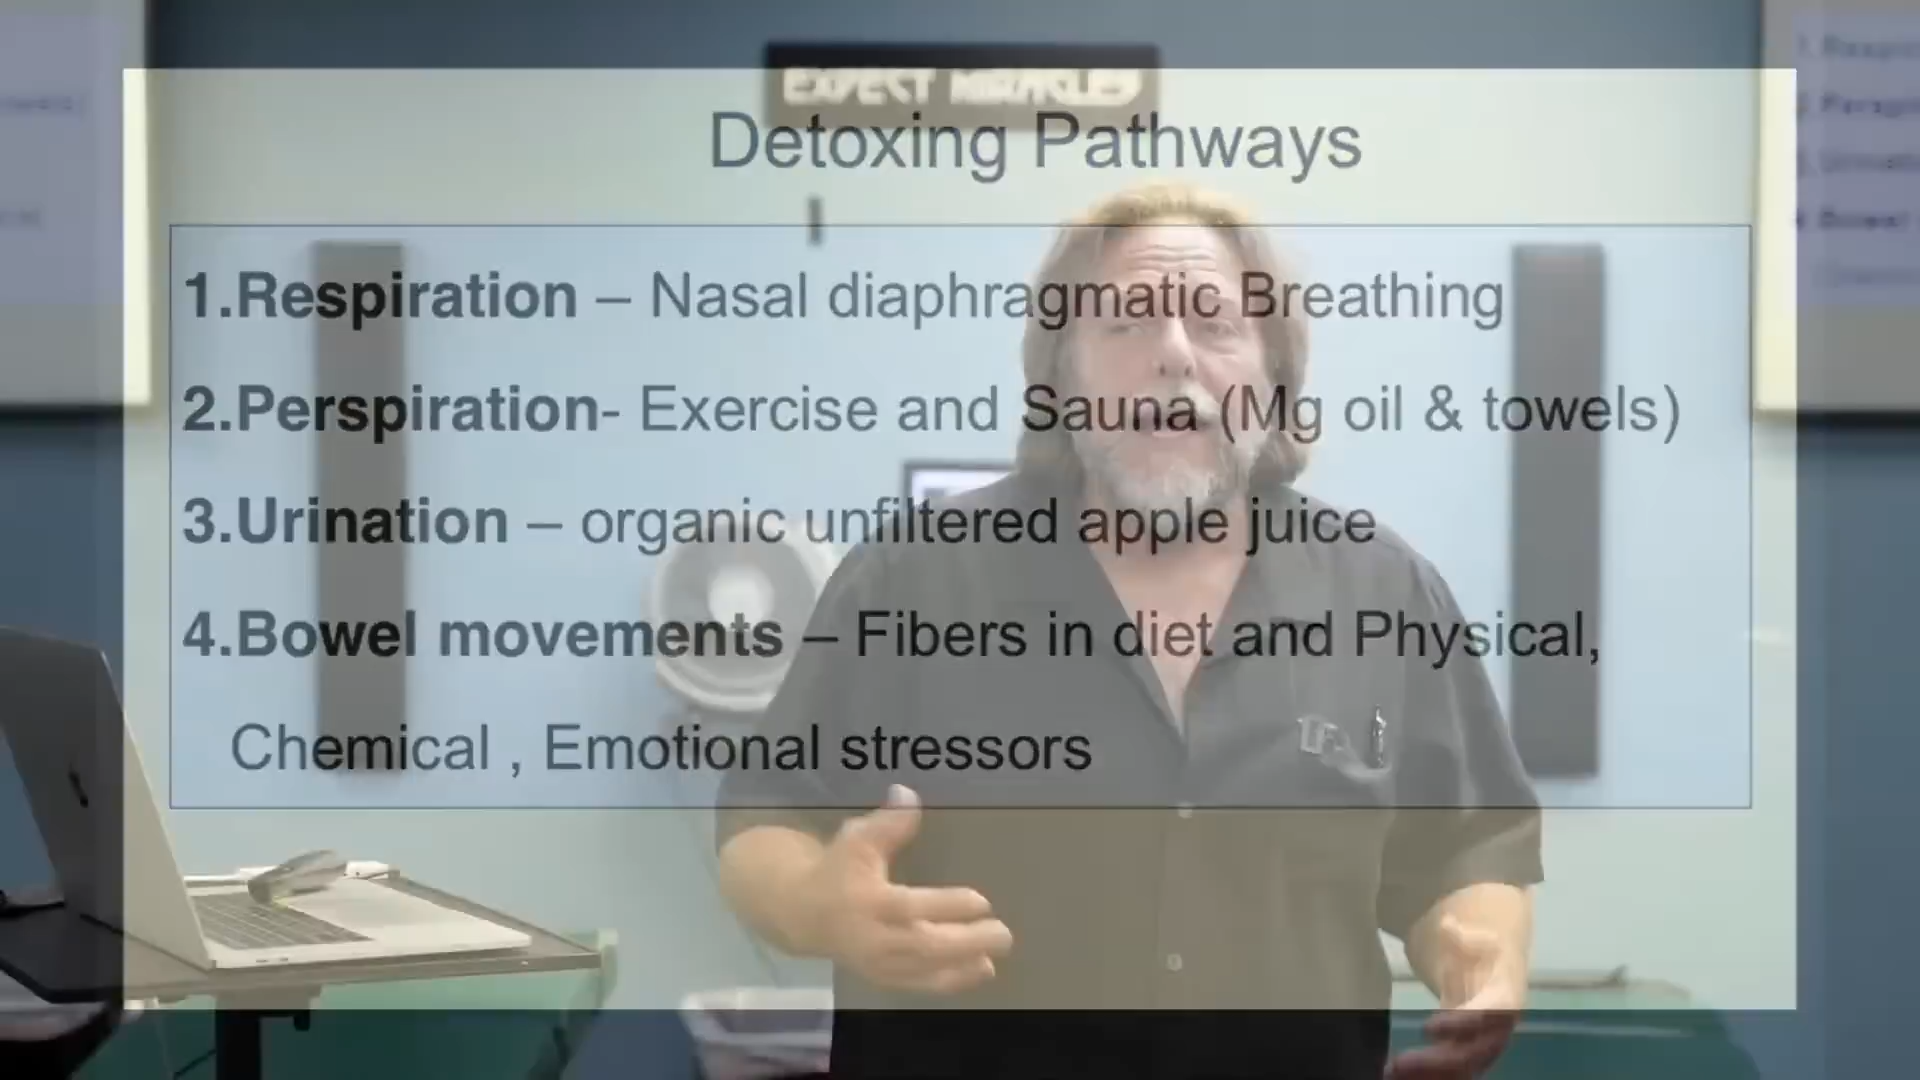 EXPECT MIRACLES
Detoxing Pathways
1.Respiration – Nasal diaphragmatic Breathing
2.Perspiration- Exercise and Sauna (Mg oil & towels)
3.Urination – organic unfiltered apple juice
4.Bowel movements – Fibers in diet and Physical,
Chemical , Emotional stressors